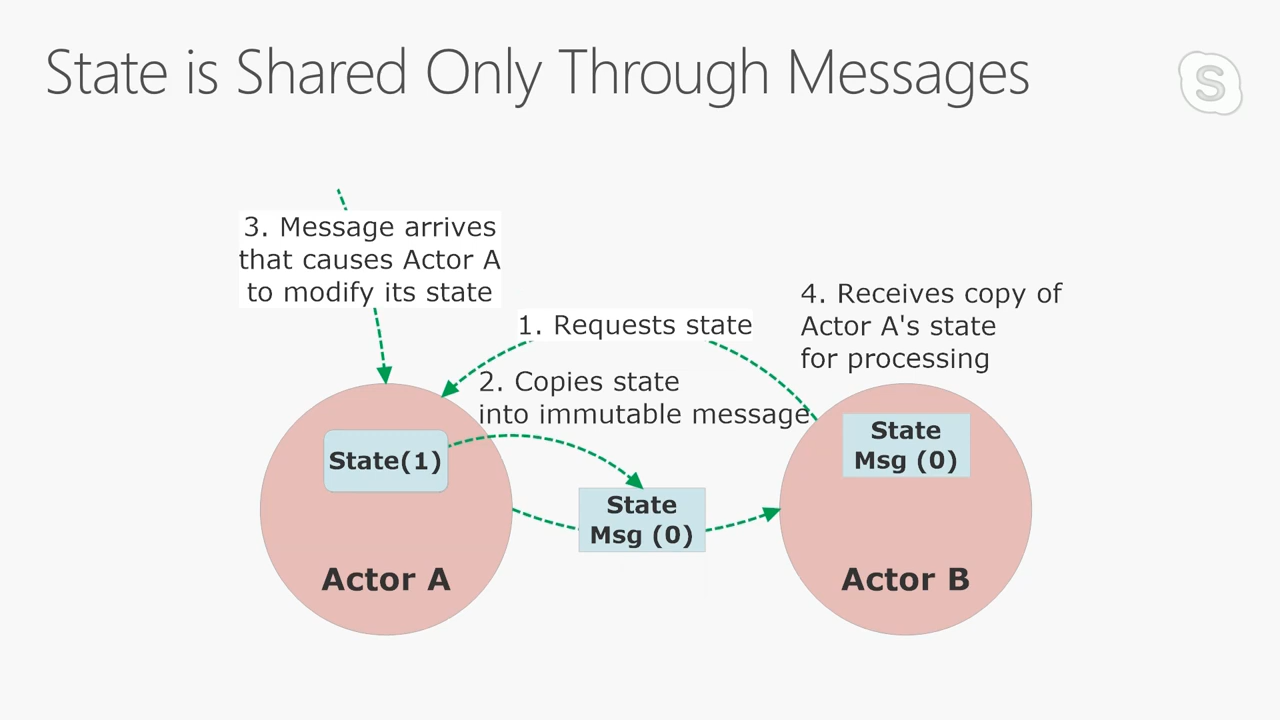 State is Shared Only Through Messages
S
3. Message arrives
that causes Actor A
to modify its state
1. Requests state
2. Copies state
into immutable message
4. Receives copy of
Actor A's state
for processing
State(1)
State
Msg (0)
State
Msg (0)
Actor A
Actor B